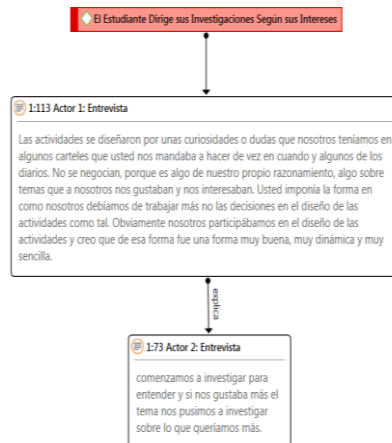 El Estudiante Dirige sus Investigaciones Según sus Intereses
1:113 Actor 1: Entrevista
Las actividades se diseñaron por unas curiosidades o dudas que nosotros teníamos en
algunos carteles que usted nos mandaba a hacer de vez en cuando y algunos de los
diarios. No se negocian, porque es algo de nuestro propio razonamiento, algo sobre
temas que a nosotros nos gustaban y nos interesaban. Usted imponía la forma en
como nosotros debíamos de trabajar más no las decisiones en el diseño de las
actividades como tal. Obviamente nosotros participábamos en el diseño de las
actividades y creo que de esa forma fue una forma muy buena, muy dinámica y muy
sencilla.
explica
1:73 Actor 2: Entrevista
comenzamos a investigar para
entender y si nos gustaba más el
tema nos pusimos a investigar
sobre lo que queríamos más.